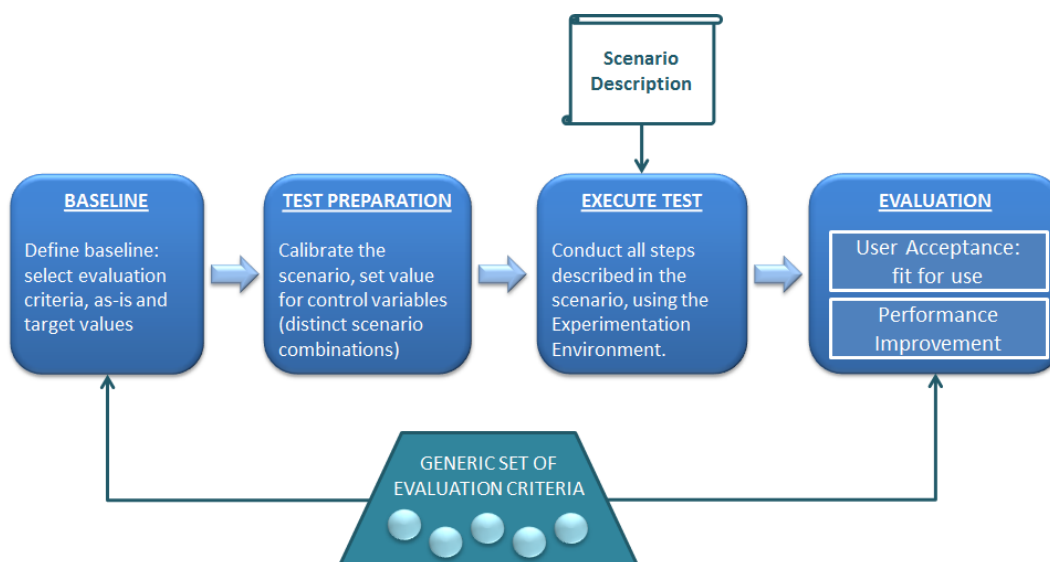 Scenario
Description
BASELINE
Define baseline:
select evaluation
criteria, as-is and
target values
TEST PREPARATION
Calibrate the
scenario, set value
for control variables
(distinct scenario
combinations)
EXECUTE TEST
Conduct all steps
described in the
scenario, using the
Experimentation
Environment.
EVALUATION
User Acceptance:
fit for use
Performance
Improvement
GENERIC SET OF
EVALUATION CRITERIA